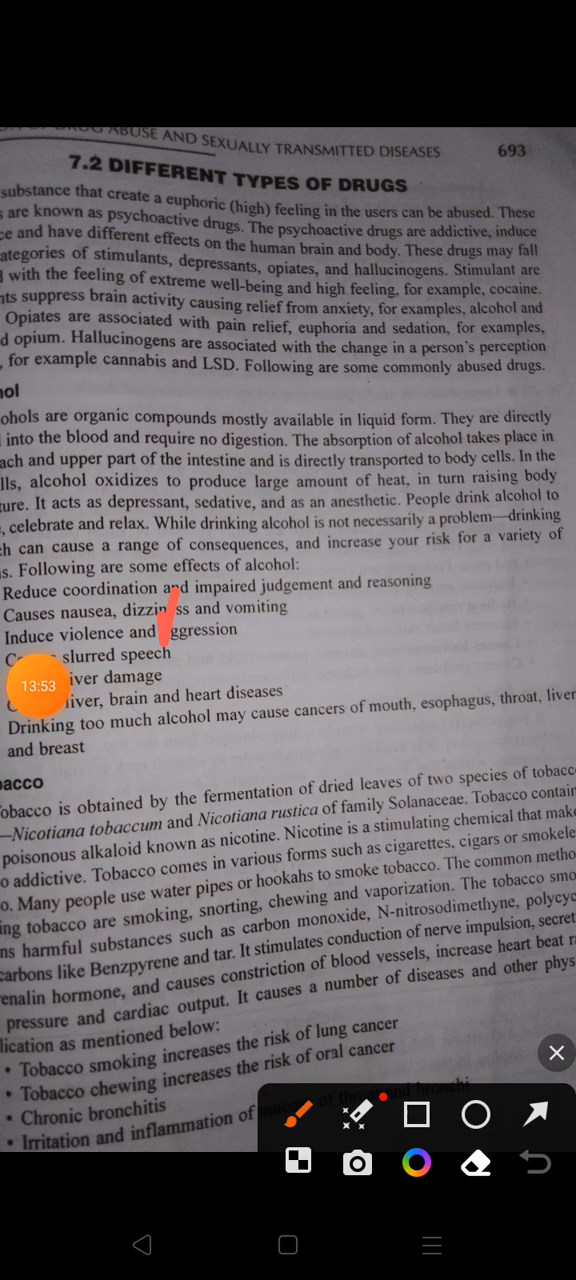 ABUSE AND SEXUALLY TRANSMITTED DISEASES 693
7.2 DIFFERENT TYPES OF DRUGS
substance that create a euphoric (high) feeling in the users can be abused. These
are known as psychoactive drugs. The psychoactive drugs are addictive, induce
and have different effects on the human brain and body. These drugs may fall
of stimulants, depressants, opiates, and hallucinogens. Stimulant are
with the feeling of extreme well-being and high feeling, for example, cocaine.
suppress brain activity causing relief from anxiety, for examples, alcohol and
Opiates are associated with pain relief, euphoria and sedation, for examples,
opium. Hallucinogens are associated with the change in a person's perception
, for example cannabis and LSD. Following are some commonly abused drugs.
ohols are organic compounds mostly available in liquid form. They are directly
into the blood and require no digestion. The absorption of alcohol takes place in
ach and upper part of the intestine and is directly transported to body cells. In the
lls, alcohol oxidizes to produce large amount of heat, in turn raising body
ture. It acts as depressant, sedative, and as an anesthetic. People drink alcohol to
, celebrate and relax. While drinking alcohol is not necessarily a problem—drinking
ch can cause a range of consequences, and increase your risk for a variety of
s. Following are some effects of alcohol:
Reduce coordination and impaired judgement and reasoning
Causes nausea, dizziness and vomiting
Induce violence and aggression
slurred speech
13:53 iver damage
liver, brain and heart diseases
Drinking too much alcohol may cause cancers of mouth, esophagus, throat, liver
and breast
bacco
obacco is obtained by the fermentation of dried leaves of two species of tobacc
—Nicotiana tobaccum and Nicotiana rustica of family Solanaceae. Tobacco contain
poisonous alkaloid known as nicotine. Nicotine is a stimulating chemical that make
o addictive. Tobacco comes in various forms such as cigarettes, cigars or smokele
o. Many people use water pipes or hookahs to smoke tobacco. The common metho
ing tobacco are smoking, snorting, chewing and vaporization. The tobacco smo
ns harmful substances such as carbon monoxide, N-nitrosodimethyne, polycyc
carbons like Benzpyrene and tar. It stimulates conduction of nerve impulsion, secret
enalin hormone, and causes constriction of blood vessels, increase heart beat ra
pressure and cardiac output. It causes a number of diseases and other phys
lication as mentioned below:
• Tobacco smoking increases the risk of lung cancer
• Tobacco chewing increases the risk of oral cancer
• Chronic bronchitis
• Irritation and inflammation of